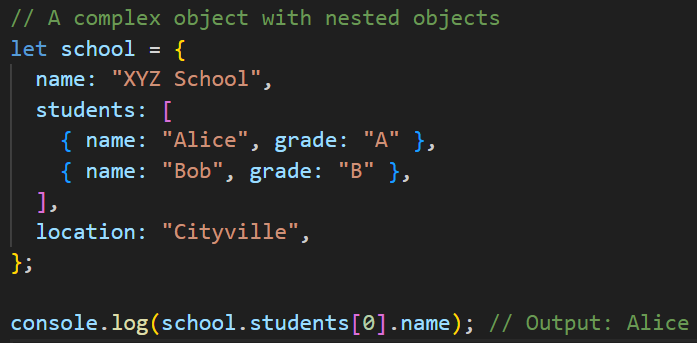 // A complex object with nested objects
let school = {
  name: "XYZ School",
  students: [
    { name: "Alice", grade: "A" },
    { name: "Bob", grade: "B" },
  ],
  location: "Cityville",
};

console.log(school.students[0].name); // Output: Alice